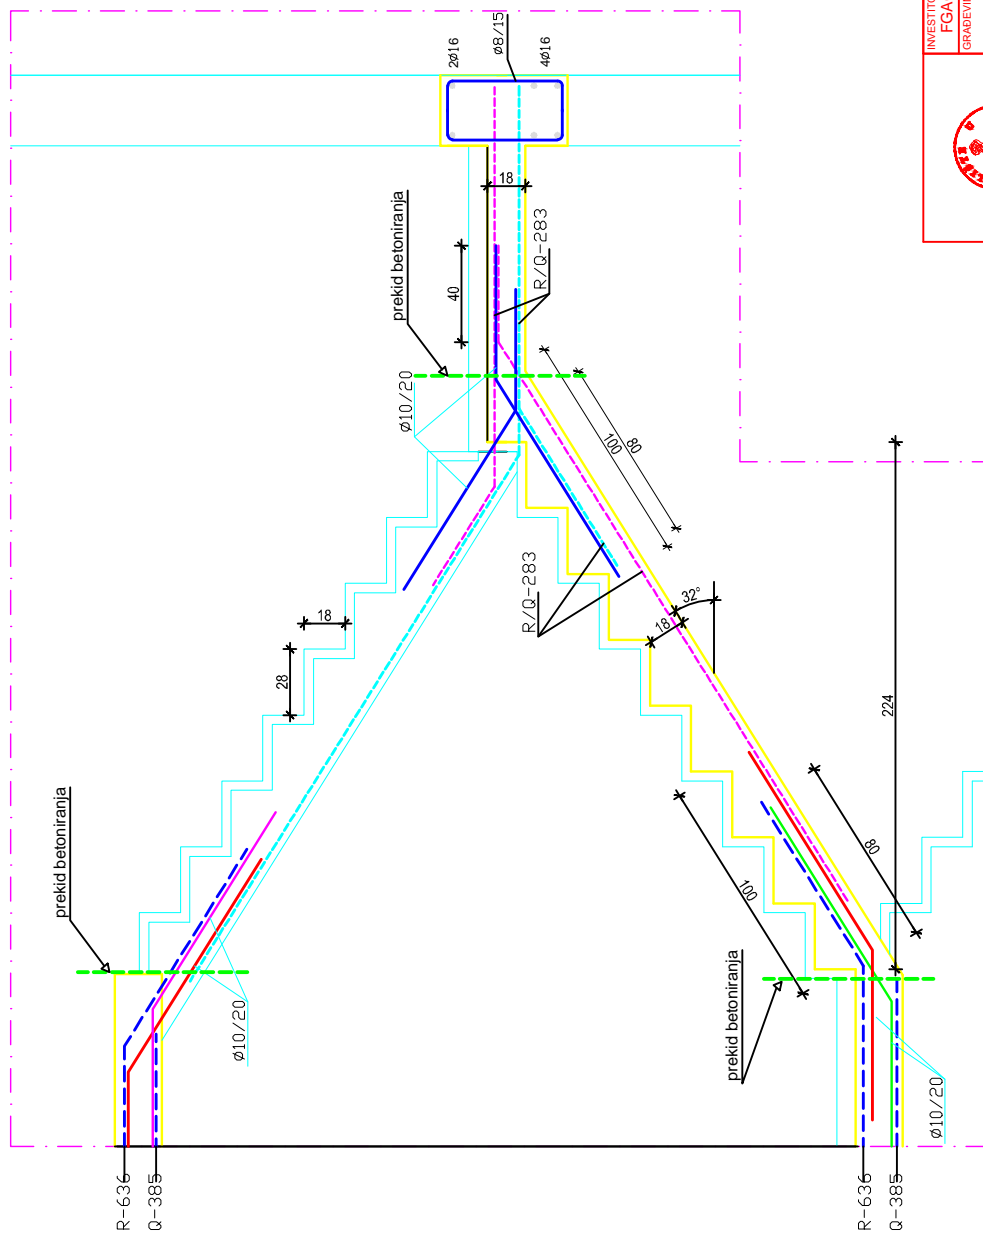 INVESTITO
FGA
GRAĐEVI
2Ø16
Ø8/15
4Ø16
18
prekid betoniranja
40
R/Q-283
Ø10/20
100
80
R/Q-283
32°
18
18
28
224
prekid betoniranja
80
100
prekid betoniranja
Ø10/20
Ø10/20
R-636
Q-385
R-636
Q-385